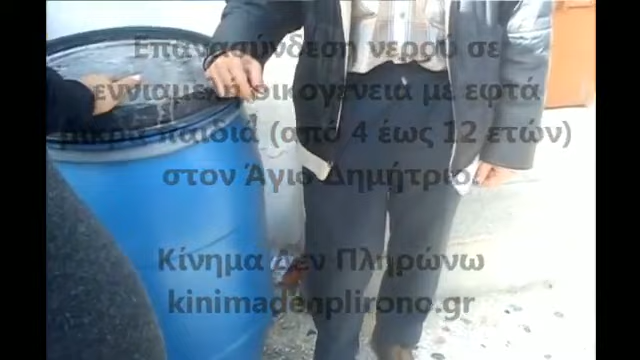 Επανασύνδεση νερού σε
εννιαμελή οικογένεια με εφτά
μικρά παιδιά (από 4 έως 12 ετών)
στον Άγιο Δημήτριο.
Κίνημα Δεν Πληρώνω
kinimadenplirono.gr